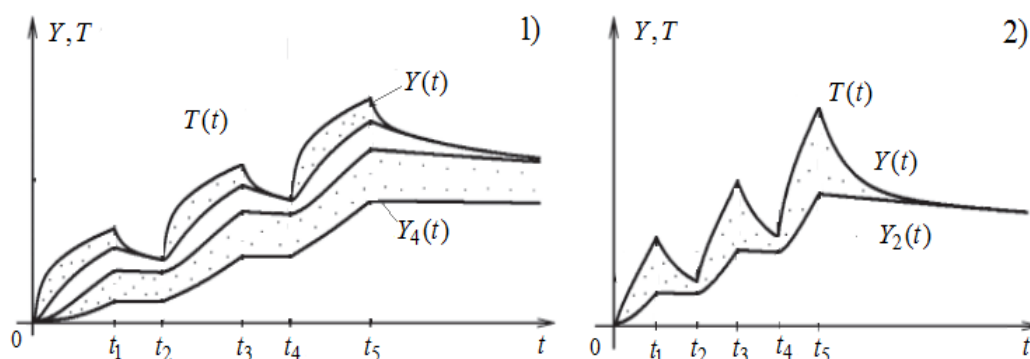 Y, T
1)
Y(t)
T(t)
Y₄(t)
0
t₁ t₂ t₃ t₄ t₅ t
Y, T
2)
T(t)
Y(t)
Y₂(t)
0
t₁ t₂ t₃ t₄ t₅ t